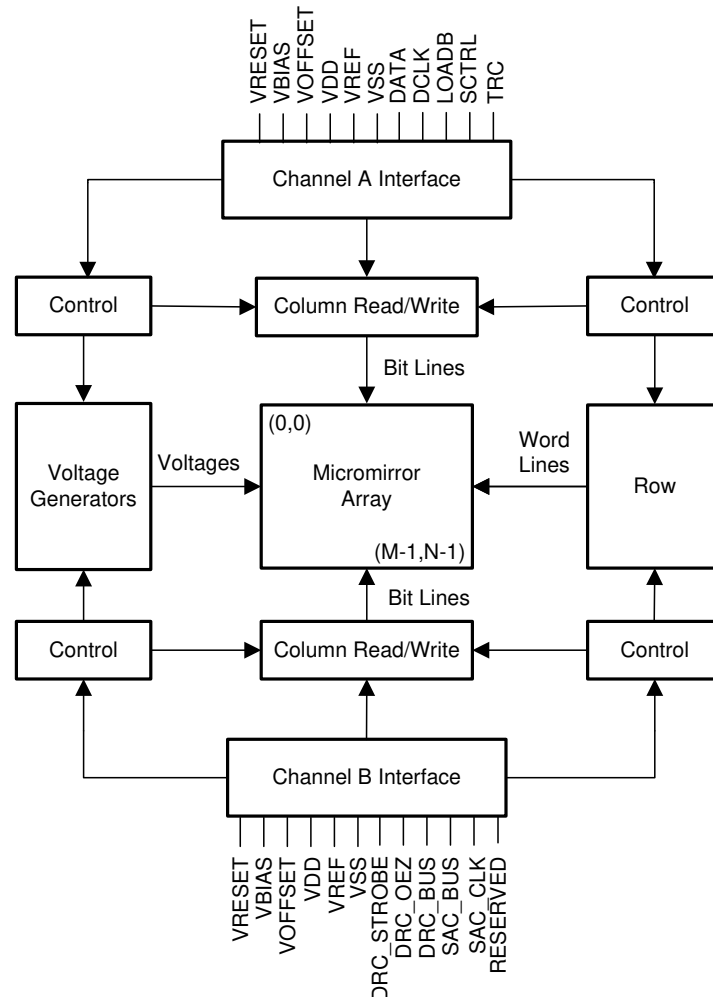 VRESET
VBIAS
VOFFSET
VDD
VREF
VSS
DATA
DCLK
LOADB
SCTRL
TRC
Channel A Interface
Control
Column Read/Write
Control
Bit Lines
(0,0)
Voltage
Generators
Voltages
Micromirror
Array
Word
Lines
Row
(M-1,N-1)
Bit Lines
Control
Column Read/Write
Control
Channel B Interface
VRESET
VBIAS
VOFFSET
VDD
VREF
VSS
DRC_STROBE
DRC_OEZ
DRC_BUS
SAC_BUS
SAC_CLK
RESERVED